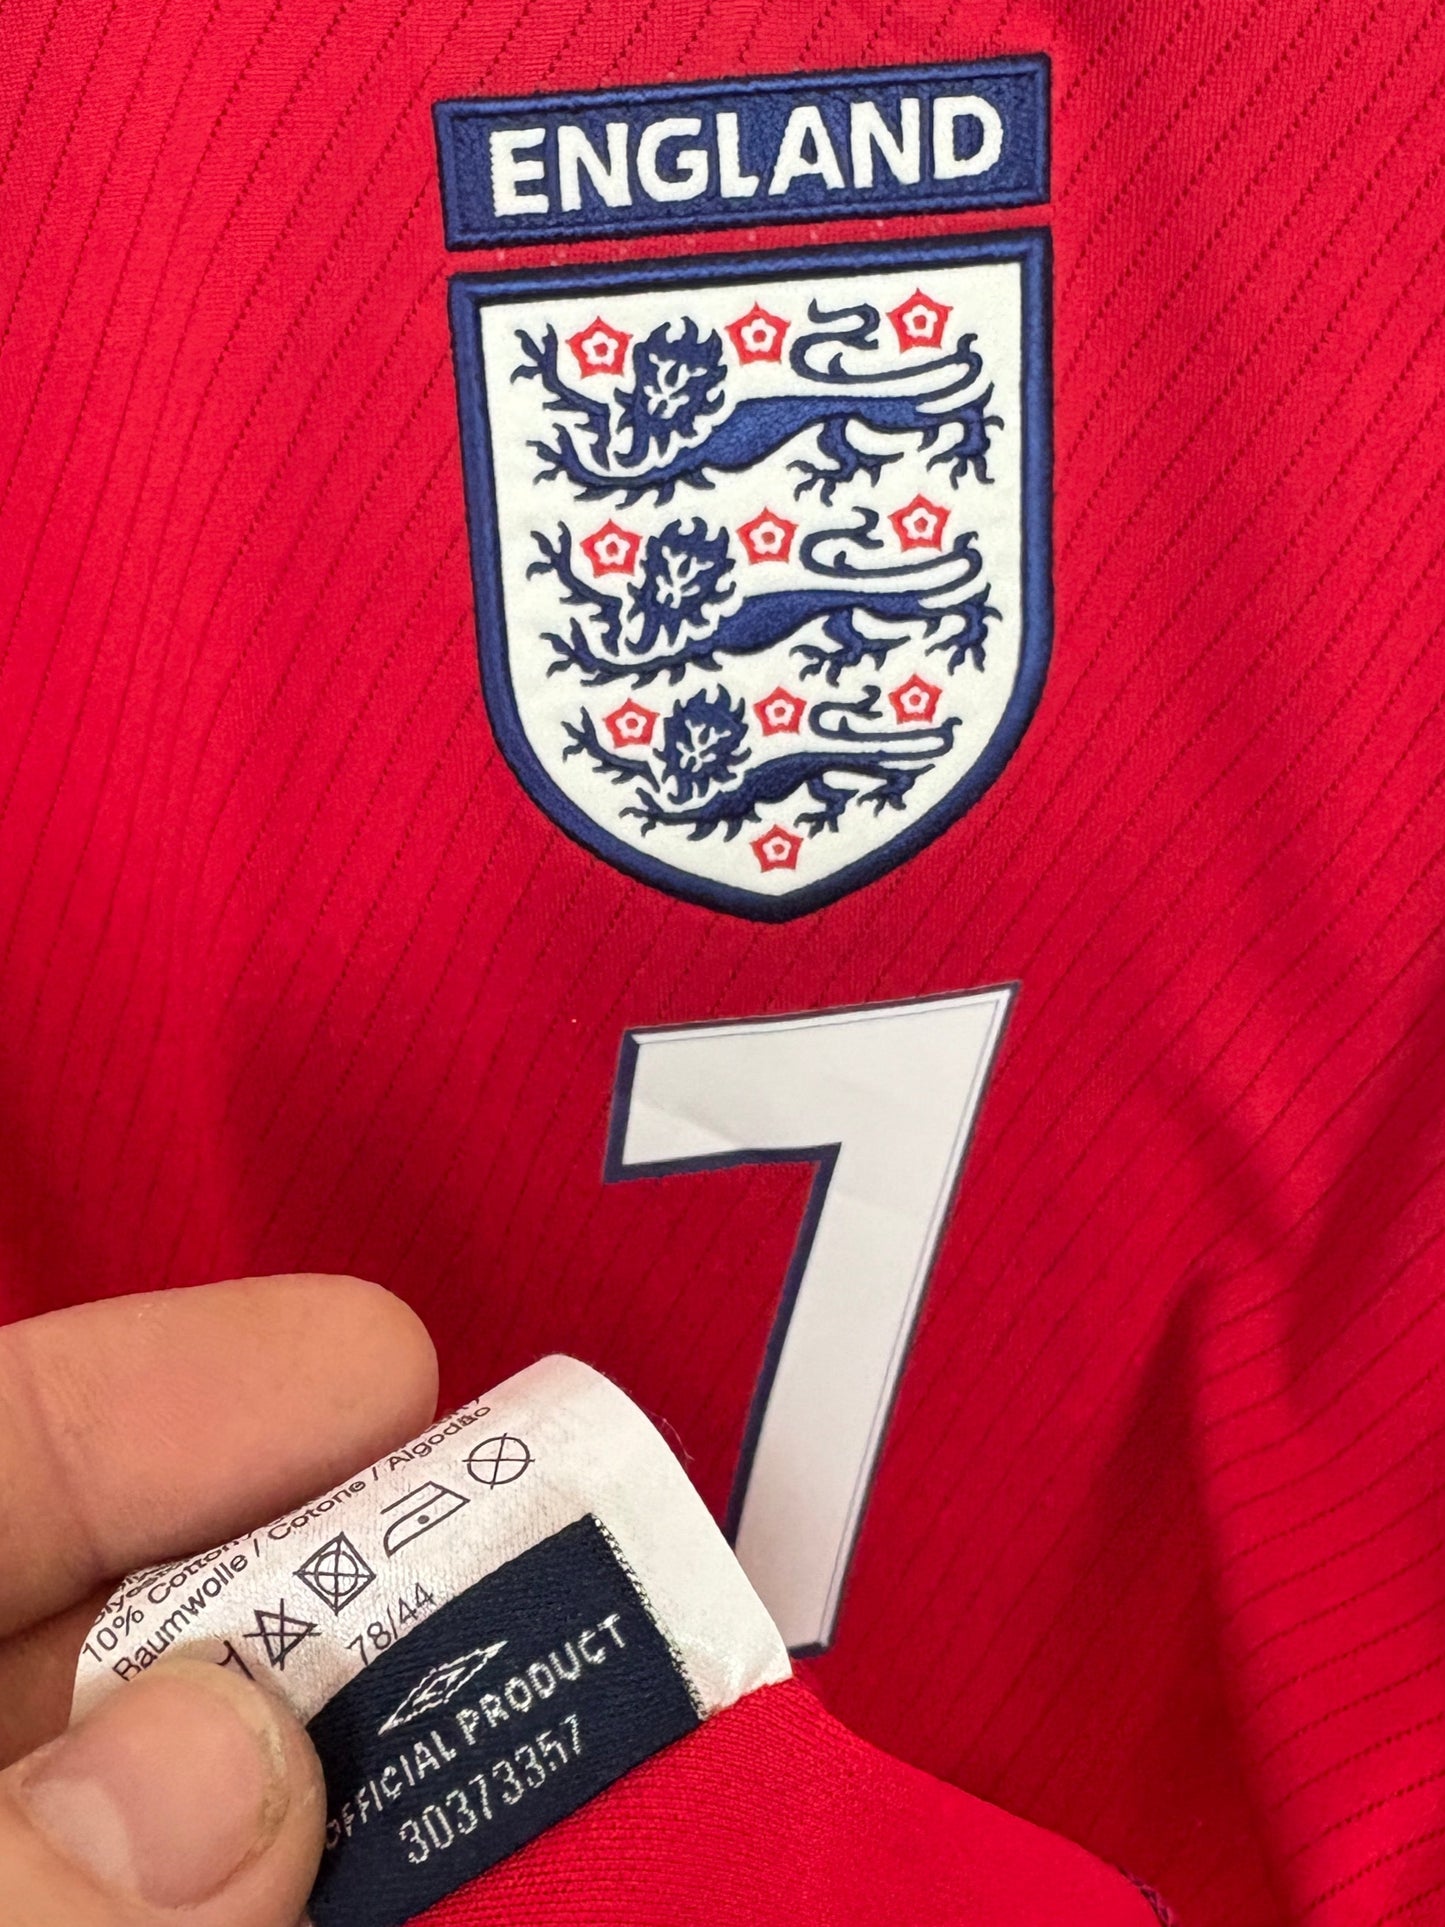 ENGLAND
7
10% Cotton /
Baumwolle / Cotone / Algodão
78/44
OFFICIAL PRODUCT
30373357